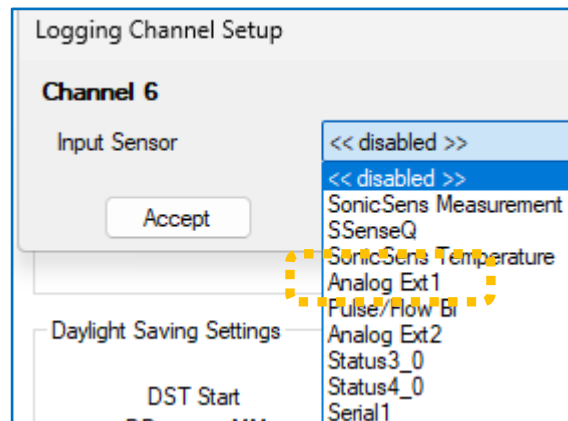 Logging Channel Setup
Channel 6
Input Sensor
<< disabled >>
<< disabled >>
SonicSens Measurement
SSenseQ
SonicSens Temperature
Analog Ext1
Pulse/Flow Bi
Analog Ext2
Status3_0
Status4_0
Serial1
Accept
Daylight Saving Settings
DST Start